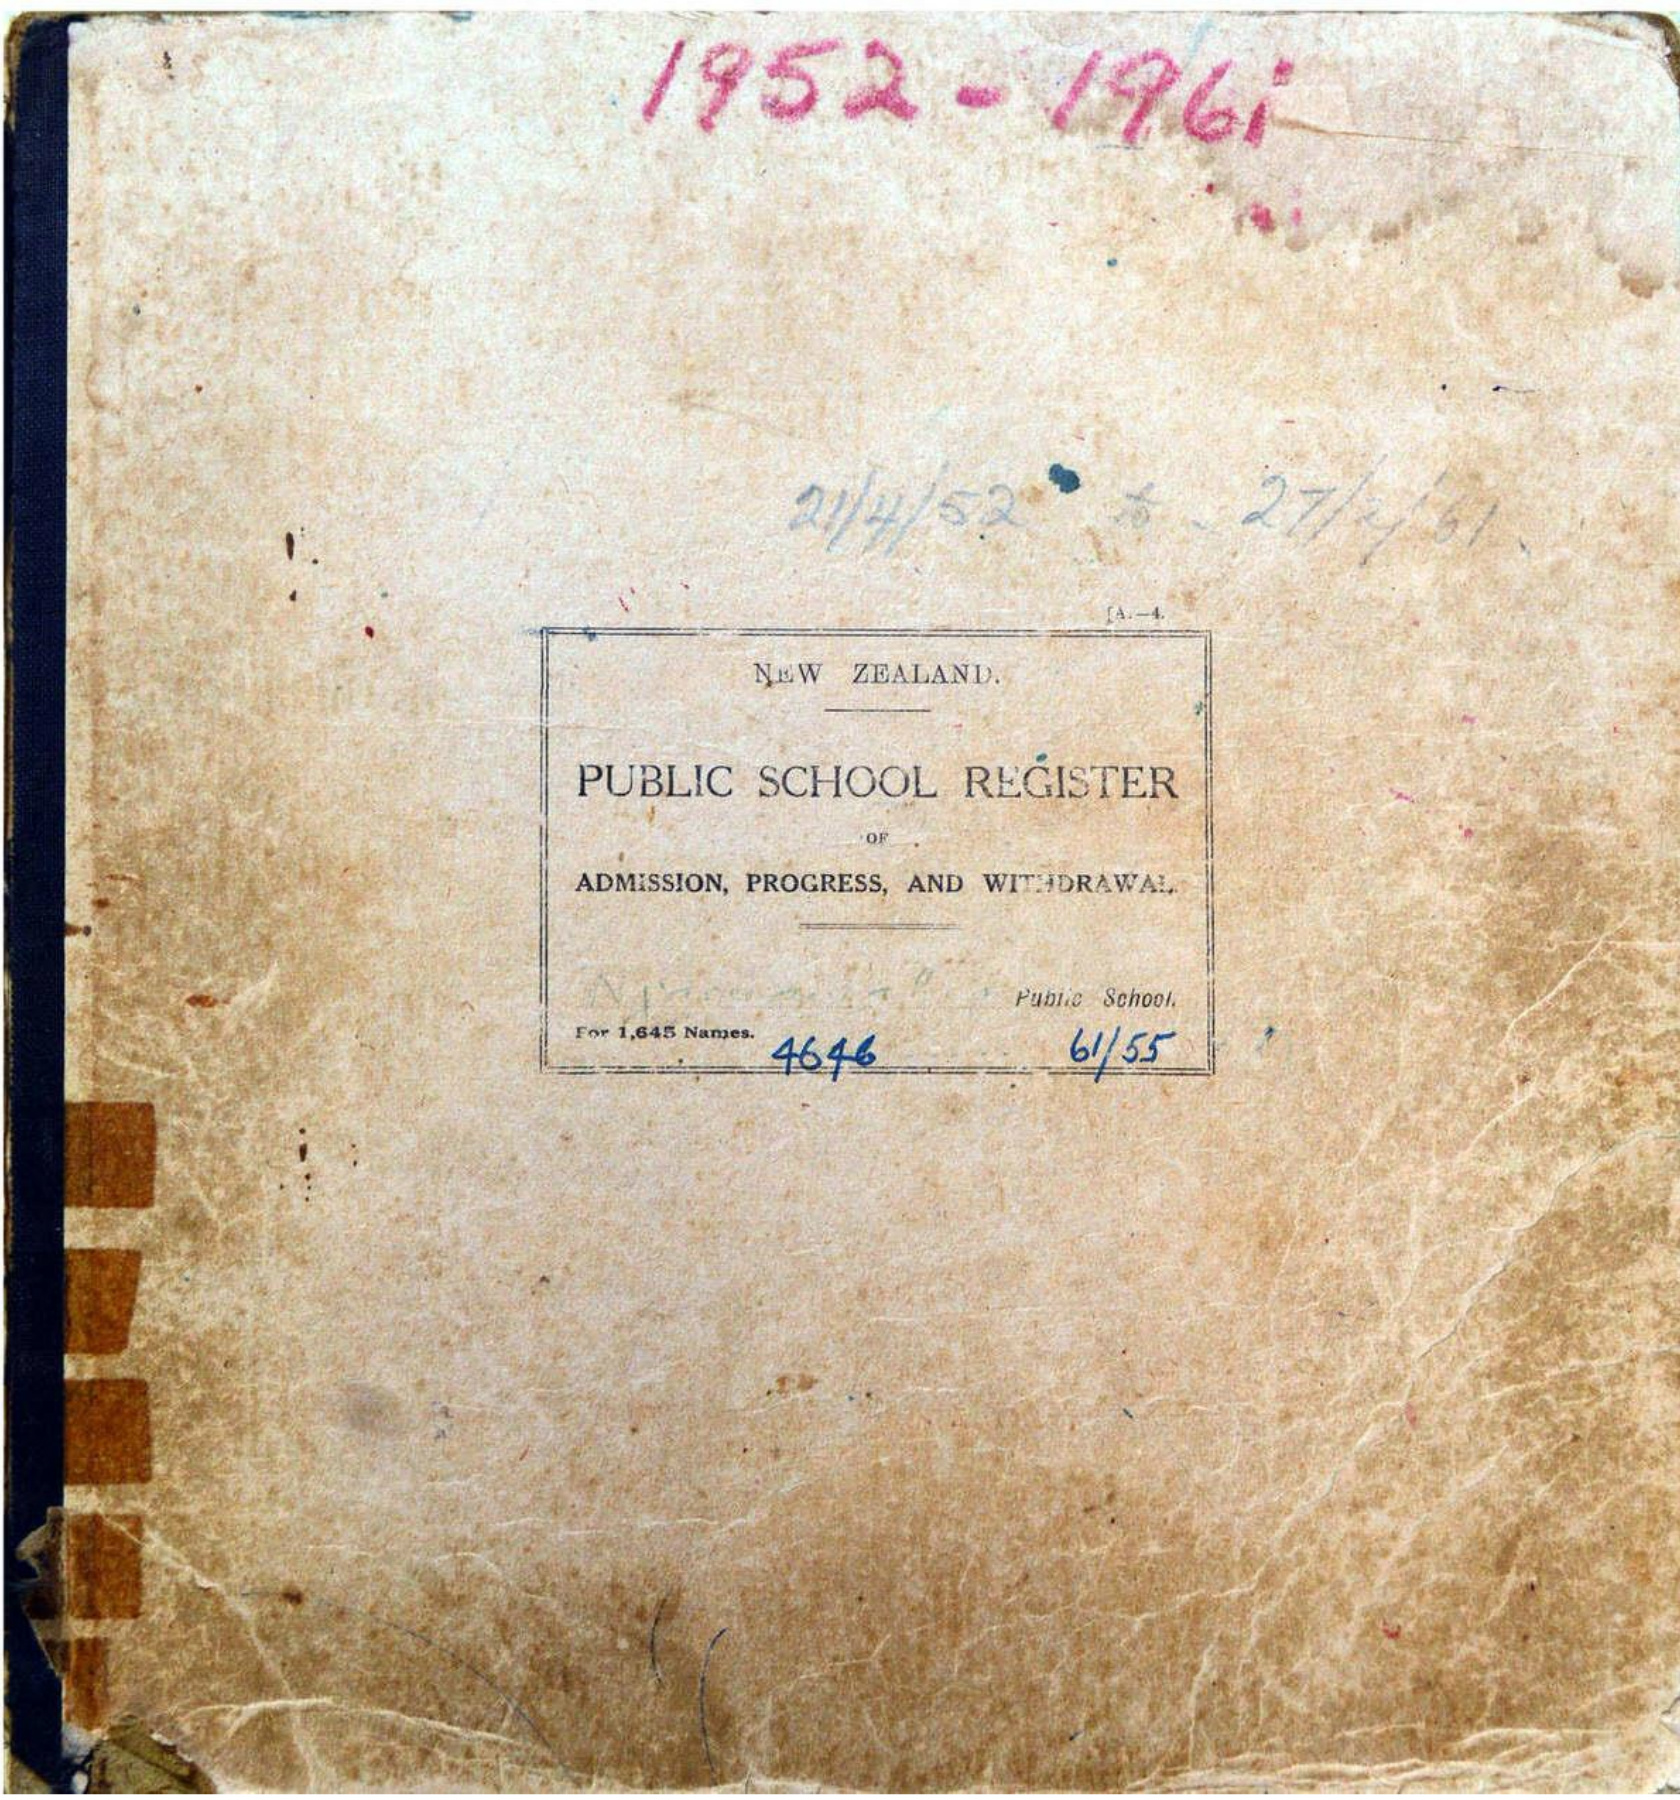 1952 - 1961
21/4/52 to 27/2/61.
[A.—4.
NEW ZEALAND.
PUBLIC SCHOOL REGISTER
OF
ADMISSION, PROGRESS, AND WITHDRAWAL.
Public School.
For 1,645 Names.
4646 61/55